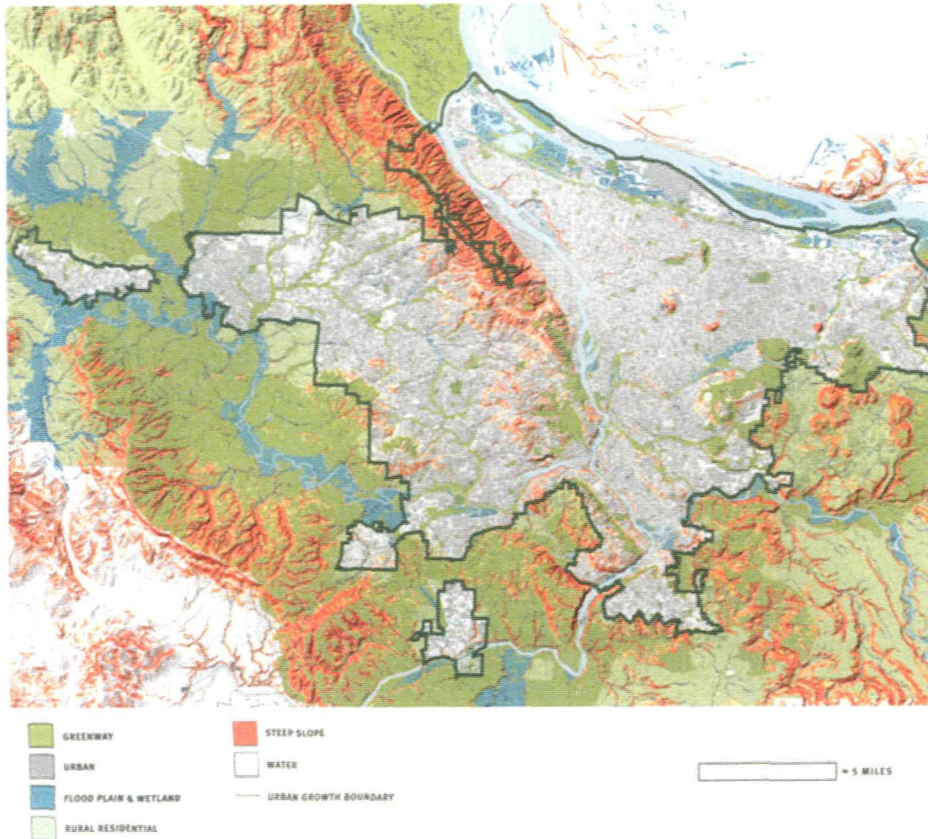 GREENWAY
URBAN
FLOOD PLAIN & WETLAND
RURAL RESIDENTIAL
STEEP SLOPE
WATER
URBAN GROWTH BOUNDARY
= 5 MILES